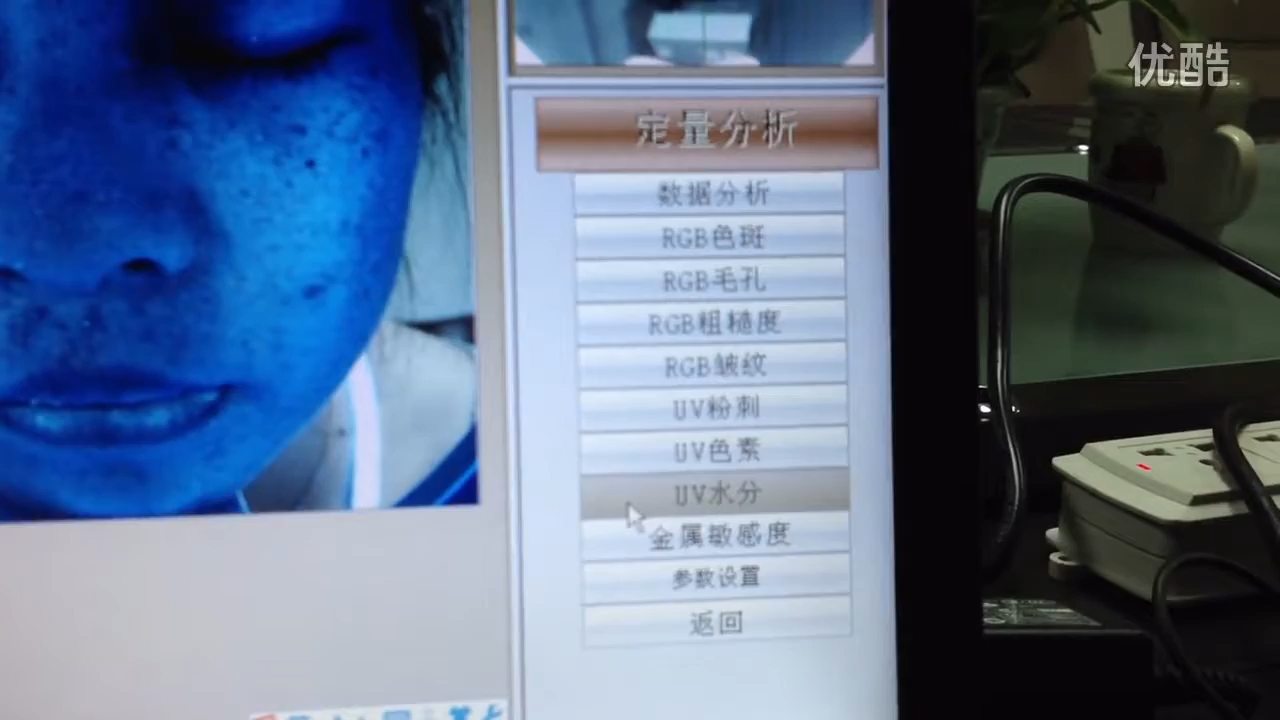 优酷
定量分析
数据分析
RGB色斑
RGB毛孔
RGB粗糙度
RGB皱纹
UV粉刺
UV色素
UV水分
金属敏感度
参数设置
返回